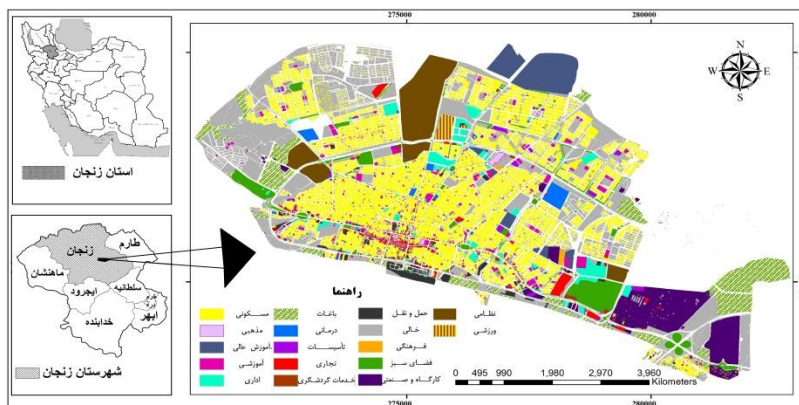 275000
280000
N
W E
S
استان زنجان
طارم
زنجان
ماهنشان
سلطانیه
ایجرود
ابهر
خدابنده
شهرستان زنجان
راهنما
مسکونی
باغات
حمل و نقل
نظامی
مذهبی
درمانی
خالی
ورزشی
آموزش عالی
تأسیسات
فرهنگی
آموزشی
تجاری
فضای سبز
اداری
خدمات گردشگری
کارگاه و صنعتی
0 495 990 1,980 2,970 3,960
Kilometers
275000
280000